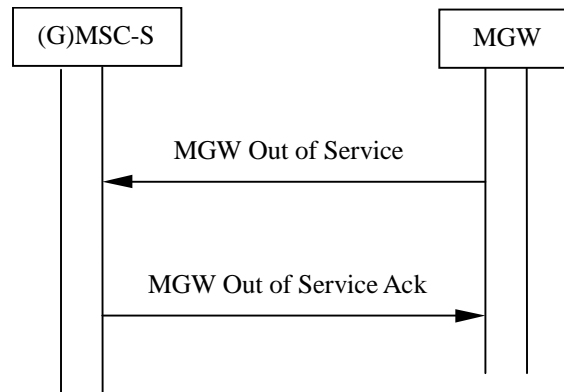 (G)MSC-S
MGW
MGW Out of Service
MGW Out of Service Ack